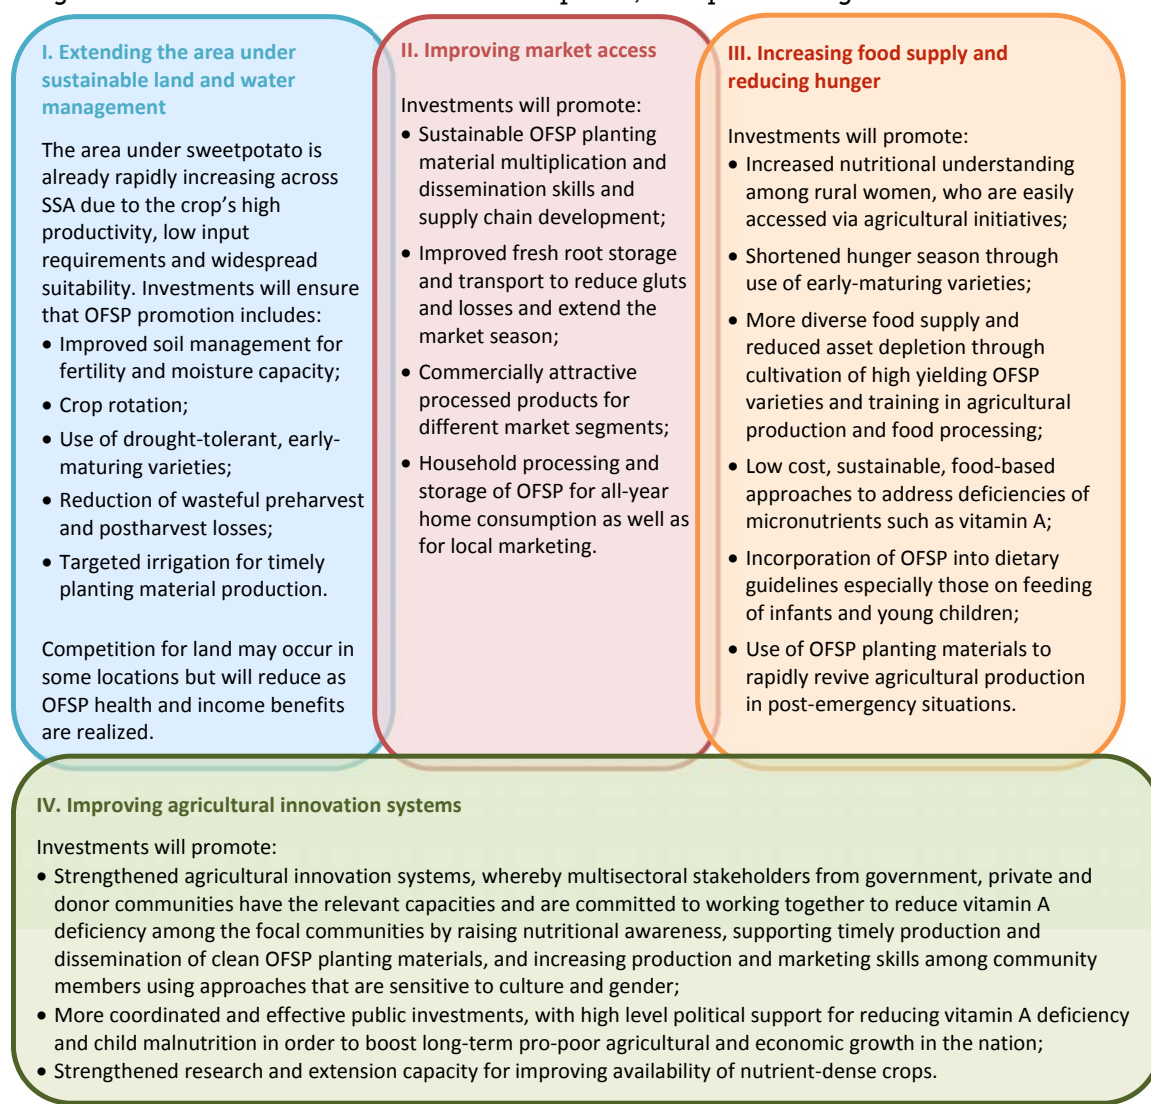 I. Extending the area under
sustainable land and water
management
The area under sweetpotato is
already rapidly increasing across
SSA due to the crop's high
productivity, low input
requirements and widespread
suitability. Investments will ensure
that OFSP promotion includes:
• Improved soil management for
fertility and moisture capacity;
• Crop rotation;
• Use of drought-tolerant, early-
maturing varieties;
• Reduction of wasteful preharvest
and postharvest losses;
• Targeted irrigation for timely
planting material production.
Competition for land may occur in
some locations but will reduce as
OFSP health and income benefits
are realized.
II. Improving market access
Investments will promote:
• Sustainable OFSP planting
material multiplication and
dissemination skills and
supply chain development;
• Improved fresh root storage
and transport to reduce gluts
and losses and extend the
market season;
• Commercially attractive
processed products for
different market segments;
• Household processing and
storage of OFSP for all-year
home consumption as well as
for local marketing.
III. Increasing food supply and
reducing hunger
Investments will promote:
• Increased nutritional understanding
among rural women, who are easily
accessed via agricultural initiatives;
• Shortened hunger season through
use of early-maturing varieties;
• More diverse food supply and
reduced asset depletion through
cultivation of high yielding OFSP
varieties and training in agricultural
production and food processing;
• Low cost, sustainable, food-based
approaches to address deficiencies of
micronutrients such as vitamin A;
• Incorporation of OFSP into dietary
guidelines especially those on feeding
of infants and young children;
• Use of OFSP planting materials to
rapidly revive agricultural production
in post-emergency situations.
IV. Improving agricultural innovation systems
Investments will promote:
• Strengthened agricultural innovation systems, whereby multisectoral stakeholders from government, private and
donor communities have the relevant capacities and are committed to working together to reduce vitamin A
deficiency among the focal communities by raising nutritional awareness, supporting timely production and
dissemination of clean OFSP planting materials, and increasing production and marketing skills among community
members using approaches that are sensitive to culture and gender;
• More coordinated and effective public investments, with high level political support for reducing vitamin A deficiency
and child malnutrition in order to boost long-term pro-poor agricultural and economic growth in the nation;
• Strengthened research and extension capacity for improving availability of nutrient-dense crops.